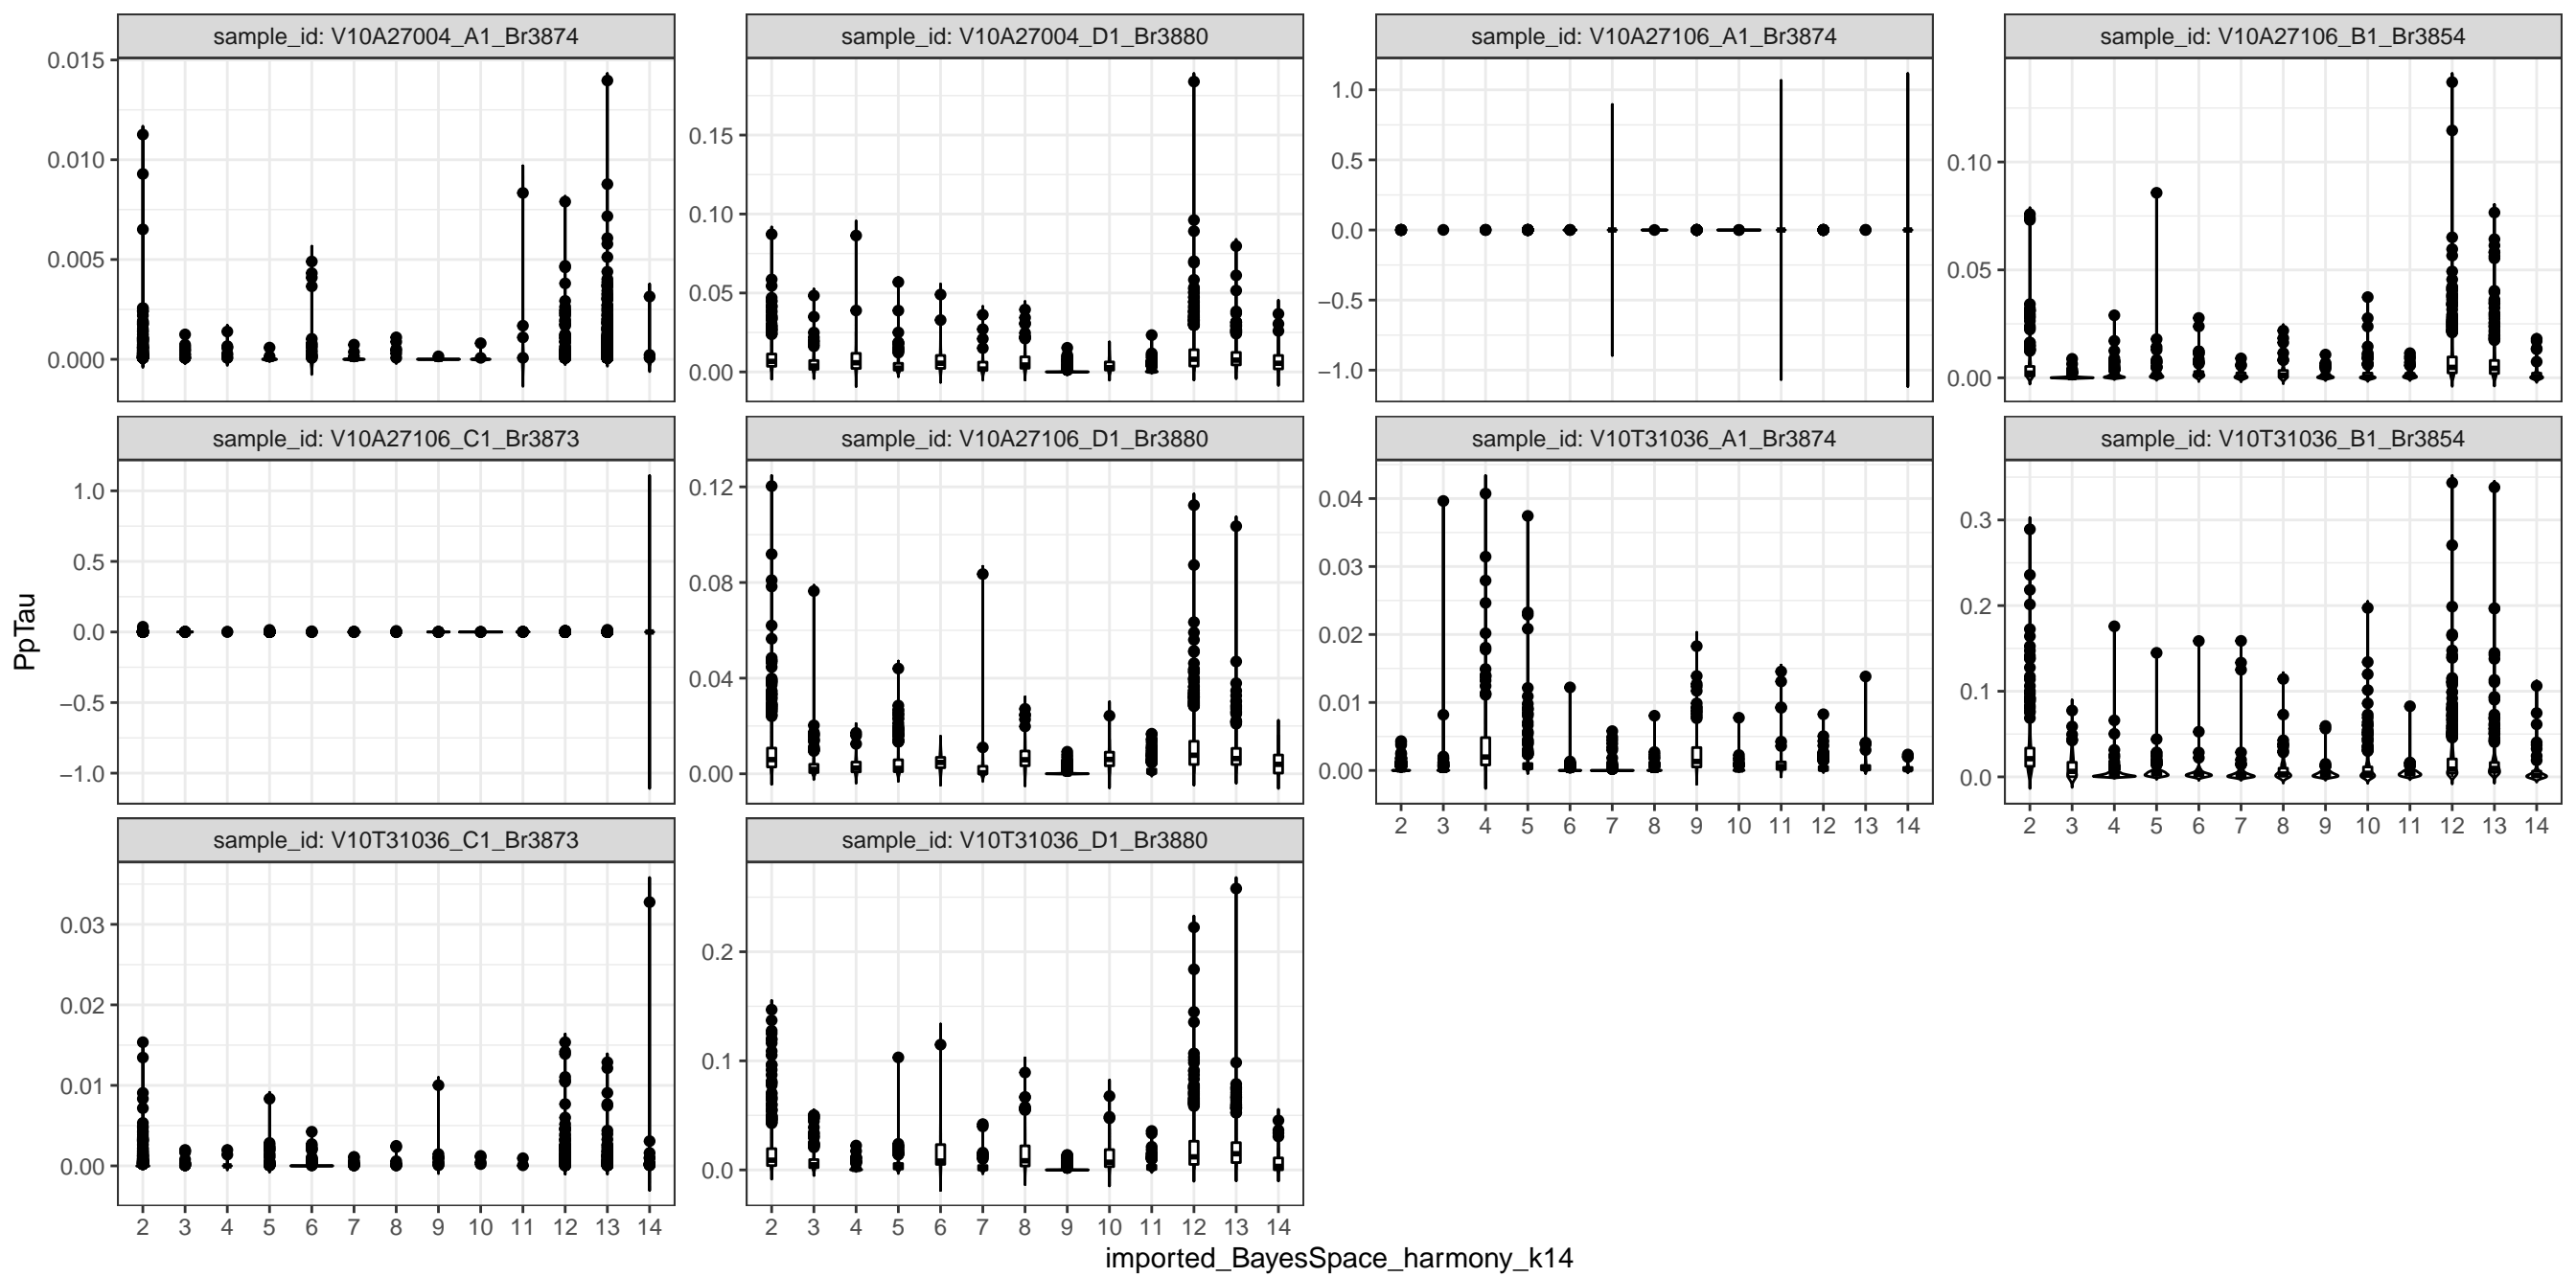 sample_id: V10A27004_A1_Br3874
sample_id: V10A27004_D1_Br3880
sample_id: V10A27106_A1_Br3874
sample_id: V10A27106_B1_Br3854
0.015
0.010
0.005
0.000
0.15
0.10
0.05
0.00
1.0
0.5
0.0
−0.5
−1.0
0.10
0.05
0.00
sample_id: V10A27106_C1_Br3873
sample_id: V10A27106_D1_Br3880
sample_id: V10T31036_A1_Br3874
sample_id: V10T31036_B1_Br3854
1.0
0.5
0.0
−0.5
−1.0
0.12
0.08
0.04
0.00
0.04
0.03
0.02
0.01
0.00
0.3
0.2
0.1
0.0
2 3 4 5 6 7 8 9 10 11 12 13 14
2 3 4 5 6 7 8 9 10 11 12 13 14
sample_id: V10T31036_C1_Br3873
sample_id: V10T31036_D1_Br3880
0.03
0.02
0.01
0.00
0.2
0.1
0.0
2 3 4 5 6 7 8 9 10 11 12 13 14
2 3 4 5 6 7 8 9 10 11 12 13 14
PpTau
imported_BayesSpace_harmony_k14